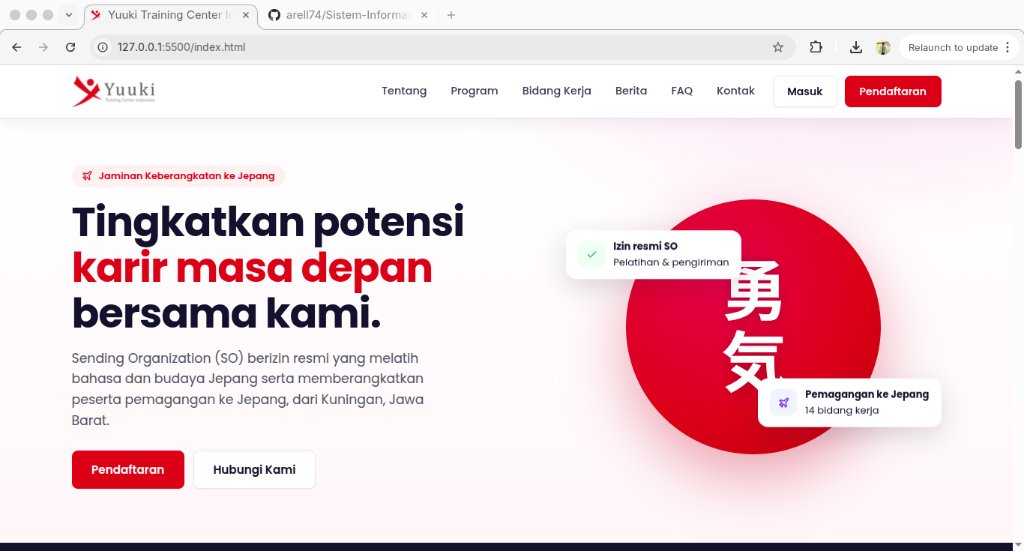 Yuuki Training Center I
arell74/Sistem-Informa
127.0.0.1:5500/index.html
Relaunch to update
Yuuki
Training Center Indonesia
Tentang
Program
Bidang Kerja
Berita
FAQ
Kontak
Masuk
Pendaftaran
Jaminan Keberangkatan ke Jepang
Tingkatkan potensi
karir masa depan
bersama kami.
Sending Organization (SO) berizin resmi yang melatih
bahasa dan budaya Jepang serta memberangkatkan
peserta pemagangan ke Jepang, dari Kuningan, Jawa
Barat.
Pendaftaran
Hubungi Kami
Izin resmi SO
Pelatihan & pengiriman
勇
気
Pemagangan ke Jepang
14 bidang kerja